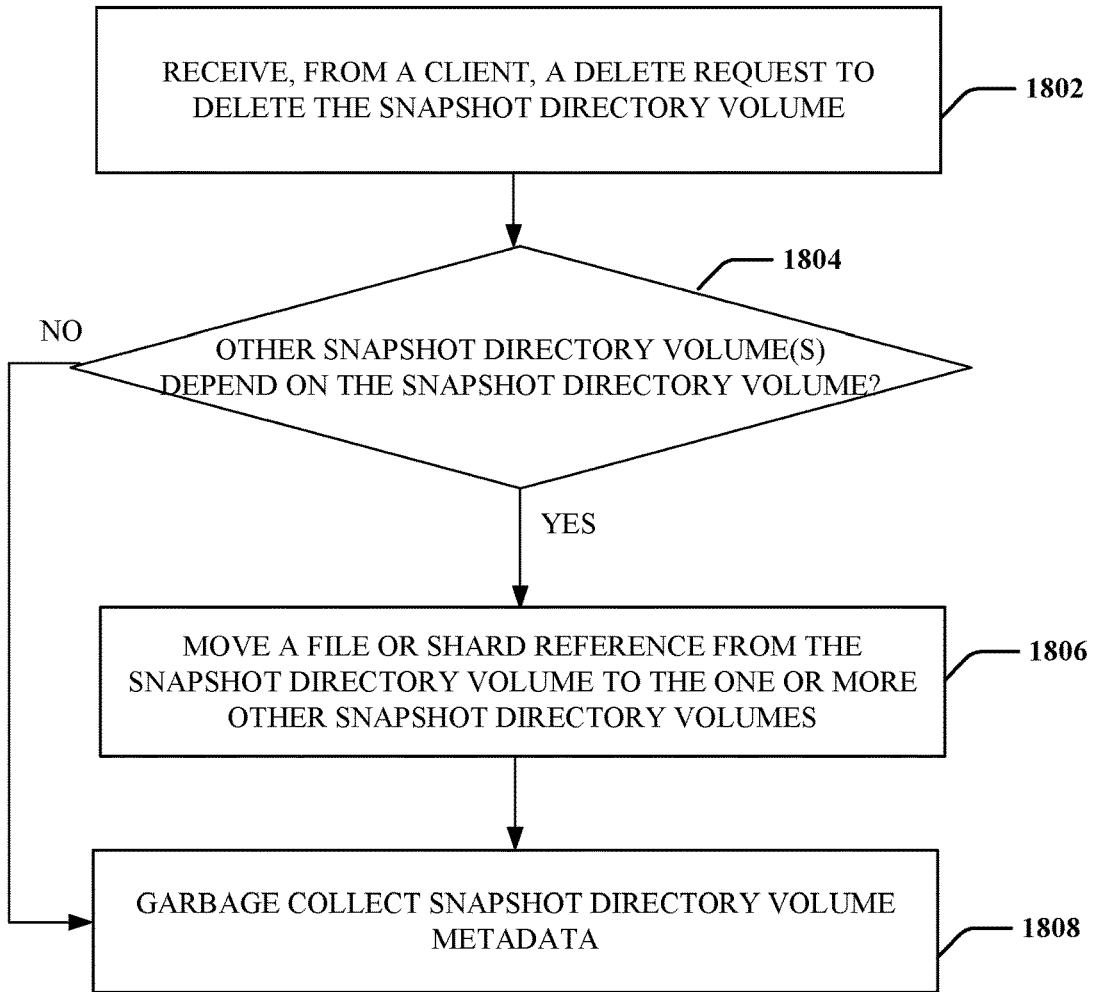 RECEIVE, FROM A CLIENT, A DELETE REQUEST TO
DELETE THE SNAPSHOT DIRECTORY VOLUME
1802
1804
NO
OTHER SNAPSHOT DIRECTORY VOLUME(S)
DEPEND ON THE SNAPSHOT DIRECTORY VOLUME?
YES
MOVE A FILE OR SHARD REFERENCE FROM THE
SNAPSHOT DIRECTORY VOLUME TO THE ONE OR MORE
OTHER SNAPSHOT DIRECTORY VOLUMES
1806
GARBAGE COLLECT SNAPSHOT DIRECTORY VOLUME
METADATA
1808